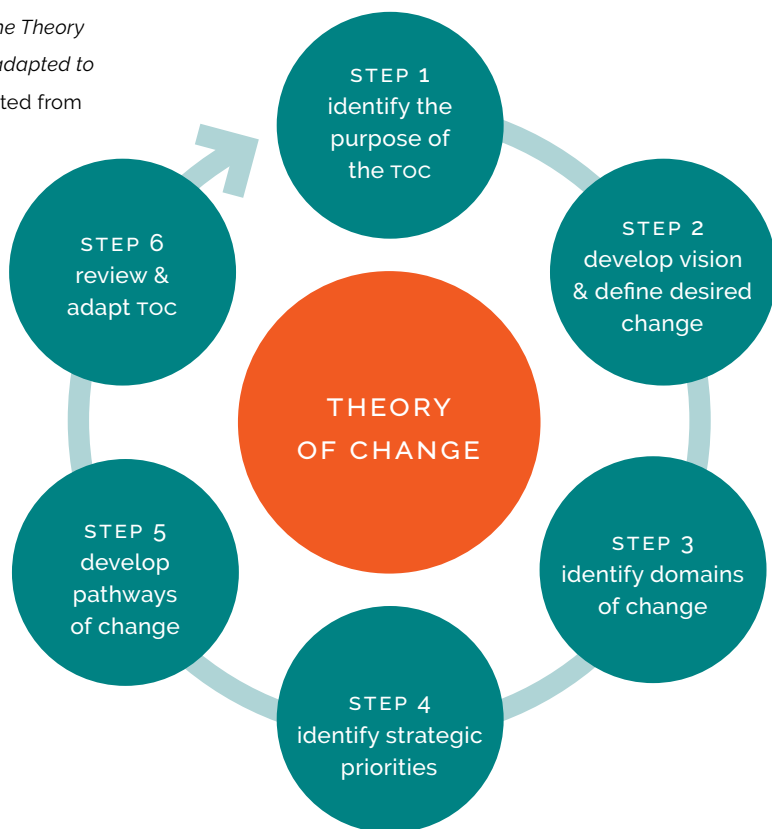 ne Theory
adapted to
ted from
STEP 1
identify the
purpose of
the TOC
STEP 2
develop vision
& define desired
change
STEP 3
identify domains
of change
STEP 4
identify strategic
priorities
STEP 5
develop
pathways
of change
STEP 6
review &
adapt TOC
THEORY
OF CHANGE